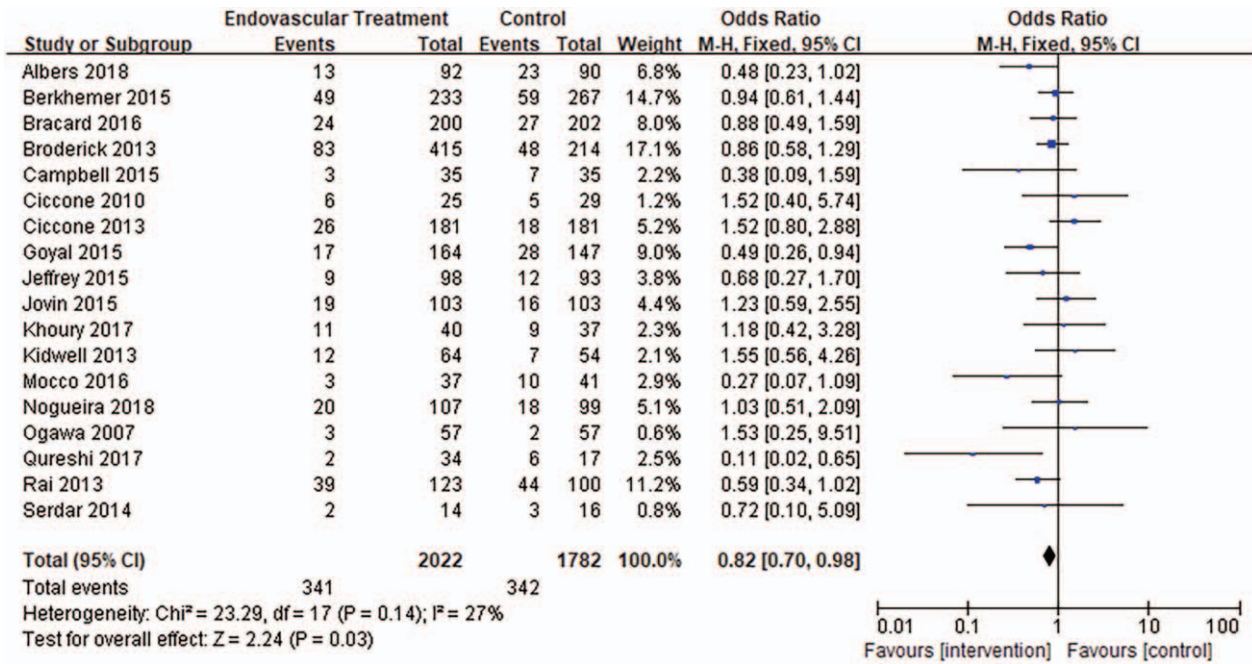 Endovascular Treatment Control Odds Ratio Odds Ratio
Study or Subgroup Events Total Events Total Weight M-H, Fixed, 95% CI M-H, Fixed, 95% CI
Albers 2018 13 92 23 90 6.8% 0.48 [0.23, 1.02]
Berkhemer 2015 49 233 59 267 14.7% 0.94 [0.61, 1.44]
Bracard 2016 24 200 27 202 8.0% 0.88 [0.49, 1.59]
Broderick 2013 83 415 48 214 17.1% 0.86 [0.58, 1.29]
Campbell 2015 3 35 7 35 2.2% 0.38 [0.09, 1.59]
Ciccone 2010 6 25 5 29 1.2% 1.52 [0.40, 5.74]
Ciccone 2013 26 181 18 181 5.2% 1.52 [0.80, 2.88]
Goyal 2015 17 164 28 147 9.0% 0.49 [0.26, 0.94]
Jeffrey 2015 9 98 12 93 3.8% 0.68 [0.27, 1.70]
Jovin 2015 19 103 16 103 4.4% 1.23 [0.59, 2.55]
Khoury 2017 11 40 9 37 2.3% 1.18 [0.42, 3.28]
Kidwell 2013 12 64 7 54 2.1% 1.55 [0.56, 4.26]
Mocco 2016 3 37 10 41 2.9% 0.27 [0.07, 1.09]
Nogueira 2018 20 107 18 99 5.1% 1.03 [0.51, 2.09]
Ogawa 2007 3 57 2 57 0.6% 1.53 [0.25, 9.51]
Qureshi 2017 2 34 6 17 2.5% 0.11 [0.02, 0.65]
Rai 2013 39 123 44 100 11.2% 0.59 [0.34, 1.02]
Serdar 2014 2 14 3 16 0.8% 0.72 [0.10, 5.09]
Total (95% CI) 2022 1782 100.0% 0.82 [0.70, 0.98]
Total events 341 342
Heterogeneity: Chi² = 23.29, df = 17 (P = 0.14); I² = 27%
Test for overall effect: Z = 2.24 (P = 0.03)
0.01 0.1 1 10 100
Favours [intervention] Favours [control]